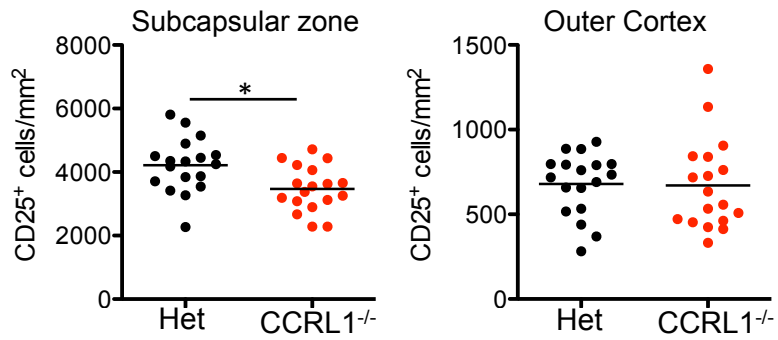 Subcapsular zone
CD25⁺ cells/mm²
8000
6000
4000
2000
0
*
Het CCRL1⁻/⁻
Outer Cortex
CD25⁺ cells/mm²
1500
1000
500
0
Het CCRL1⁻/⁻